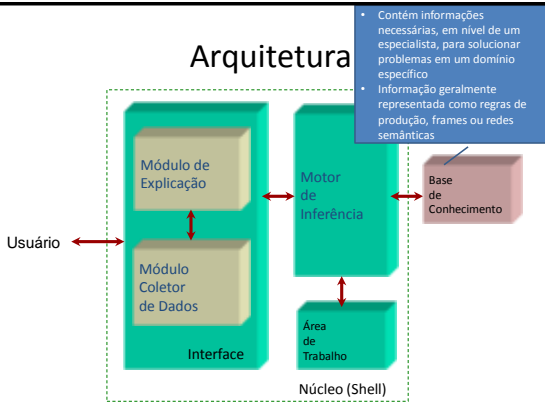 Arquitetura
• Contém informações
necessárias, em nível de um
especialista, para solucionar
problemas em um domínio
específico
• Informação geralmente
representada como regras de
produção, frames ou redes
semânticas
Usuário
Módulo de
Explicação
Módulo
Coletor
de Dados
Interface
Motor
de
Inferência
Área
de
Trabalho
Base
de
Conhecimento
Núcleo (Shell)